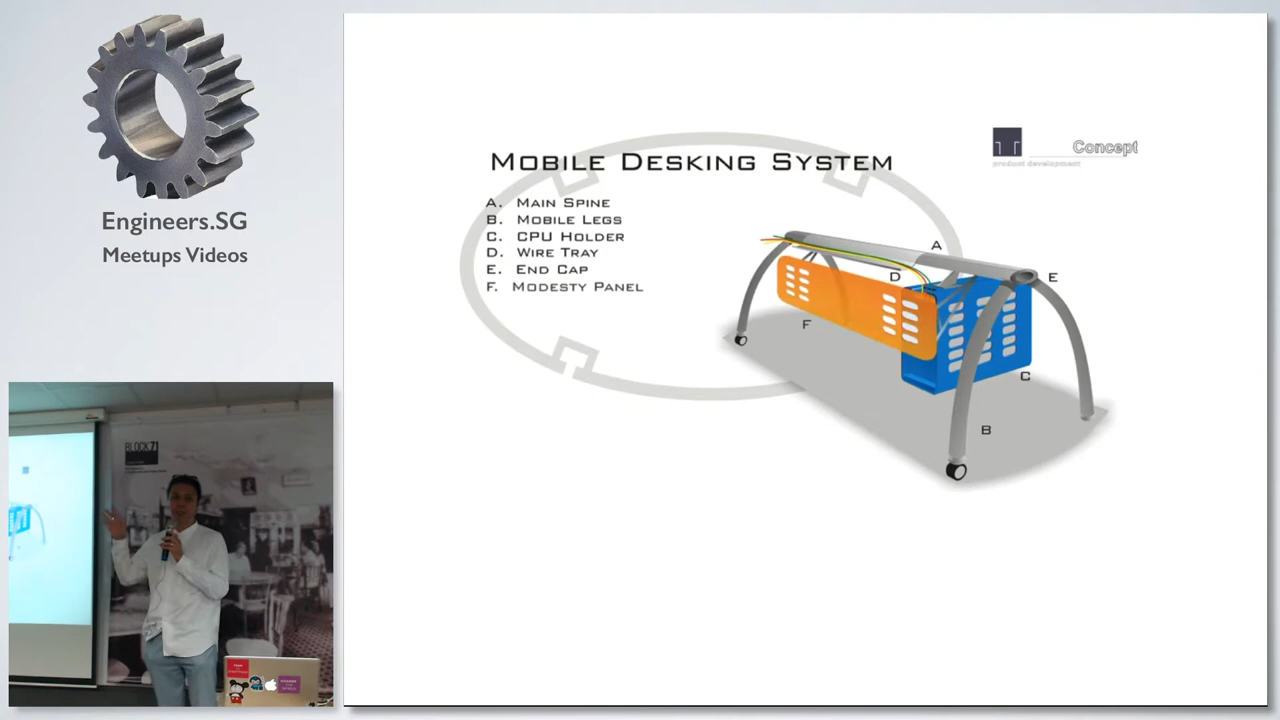 Engineers.SG
Meetups Videos
Mobile Desking System
A. Main Spine
B. Mobile Legs
C. CPU Holder
D. Wire Tray
E. End Cap
F. Modesty Panel
Concept
product development
A
D
E
F
C
B
BLOCK71